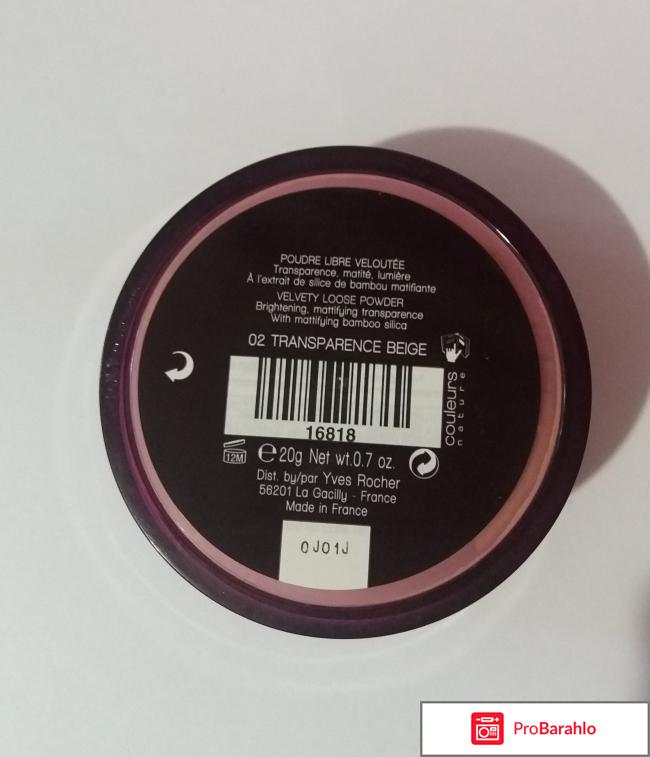 POUDRE LIBRE VELOUTÉE
Transparence, matité, lumière
À l'extrait de silice de bambou matifiante
VELVETY LOOSE POWDER
Brightening, mattifying transparence
With mattifying bamboo silica
02 TRANSPARENCE BEIGE
couleurs
nature
16818
12M
e 20g Net wt.0.7 oz.
Dist. by/par Yves Rocher
56201 La Gacilly - France
Made in France
0J01J
ProBarahlo